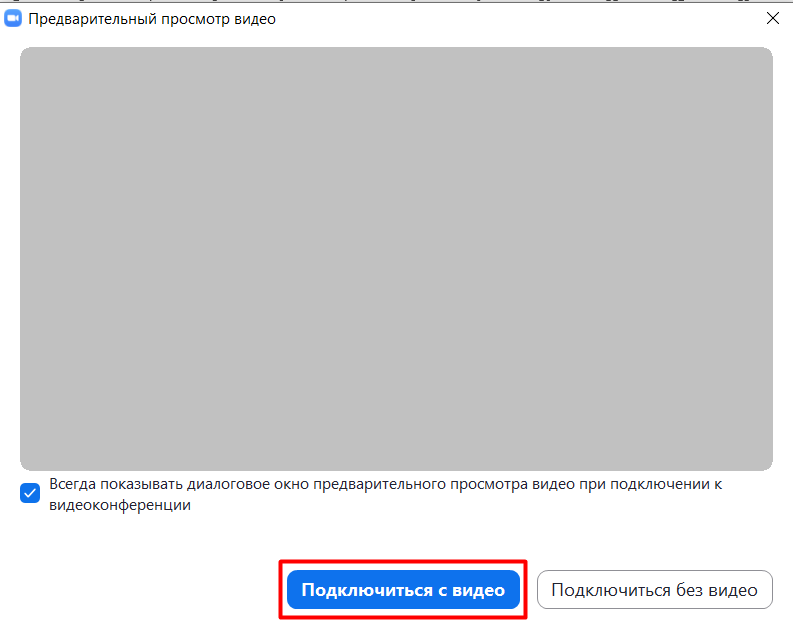 Предварительный просмотр видео
Всегда показывать диалоговое окно предварительного просмотра видео при подключении к
видеоконференции
Подключиться с видео
Подключиться без видео